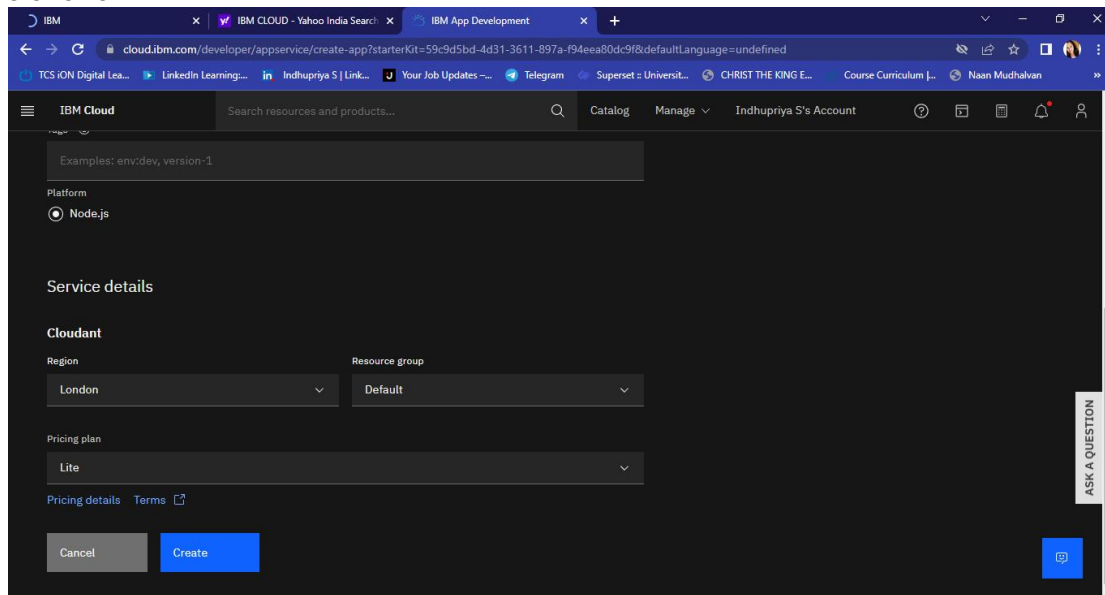 IBM
IBM CLOUD - Yahoo India Search
IBM App Development
cloud.ibm.com/developer/appservice/create-app?starterKit=59c9d5bd-4d31-3611-897a-f94eea80dc9f&defaultLanguage=undefined
TCS iON Digital Lea...
LinkedIn Learning:...
in Indhupriya S | Link...
J Your Job Updates –...
Telegram
Superset :: Universit...
CHRIST THE KING E...
Course Curriculum |...
Naan Mudhalvan
»
IBM Cloud
Search resources and products...
Catalog
Manage
Indhupriya S's Account
Tags
Examples: env:dev, version-1
Platform
Node.js
Service details
Cloudant
Region
Resource group
London
Default
Pricing plan
Lite
Pricing details
Terms
Cancel
Create
ASK A QUESTION